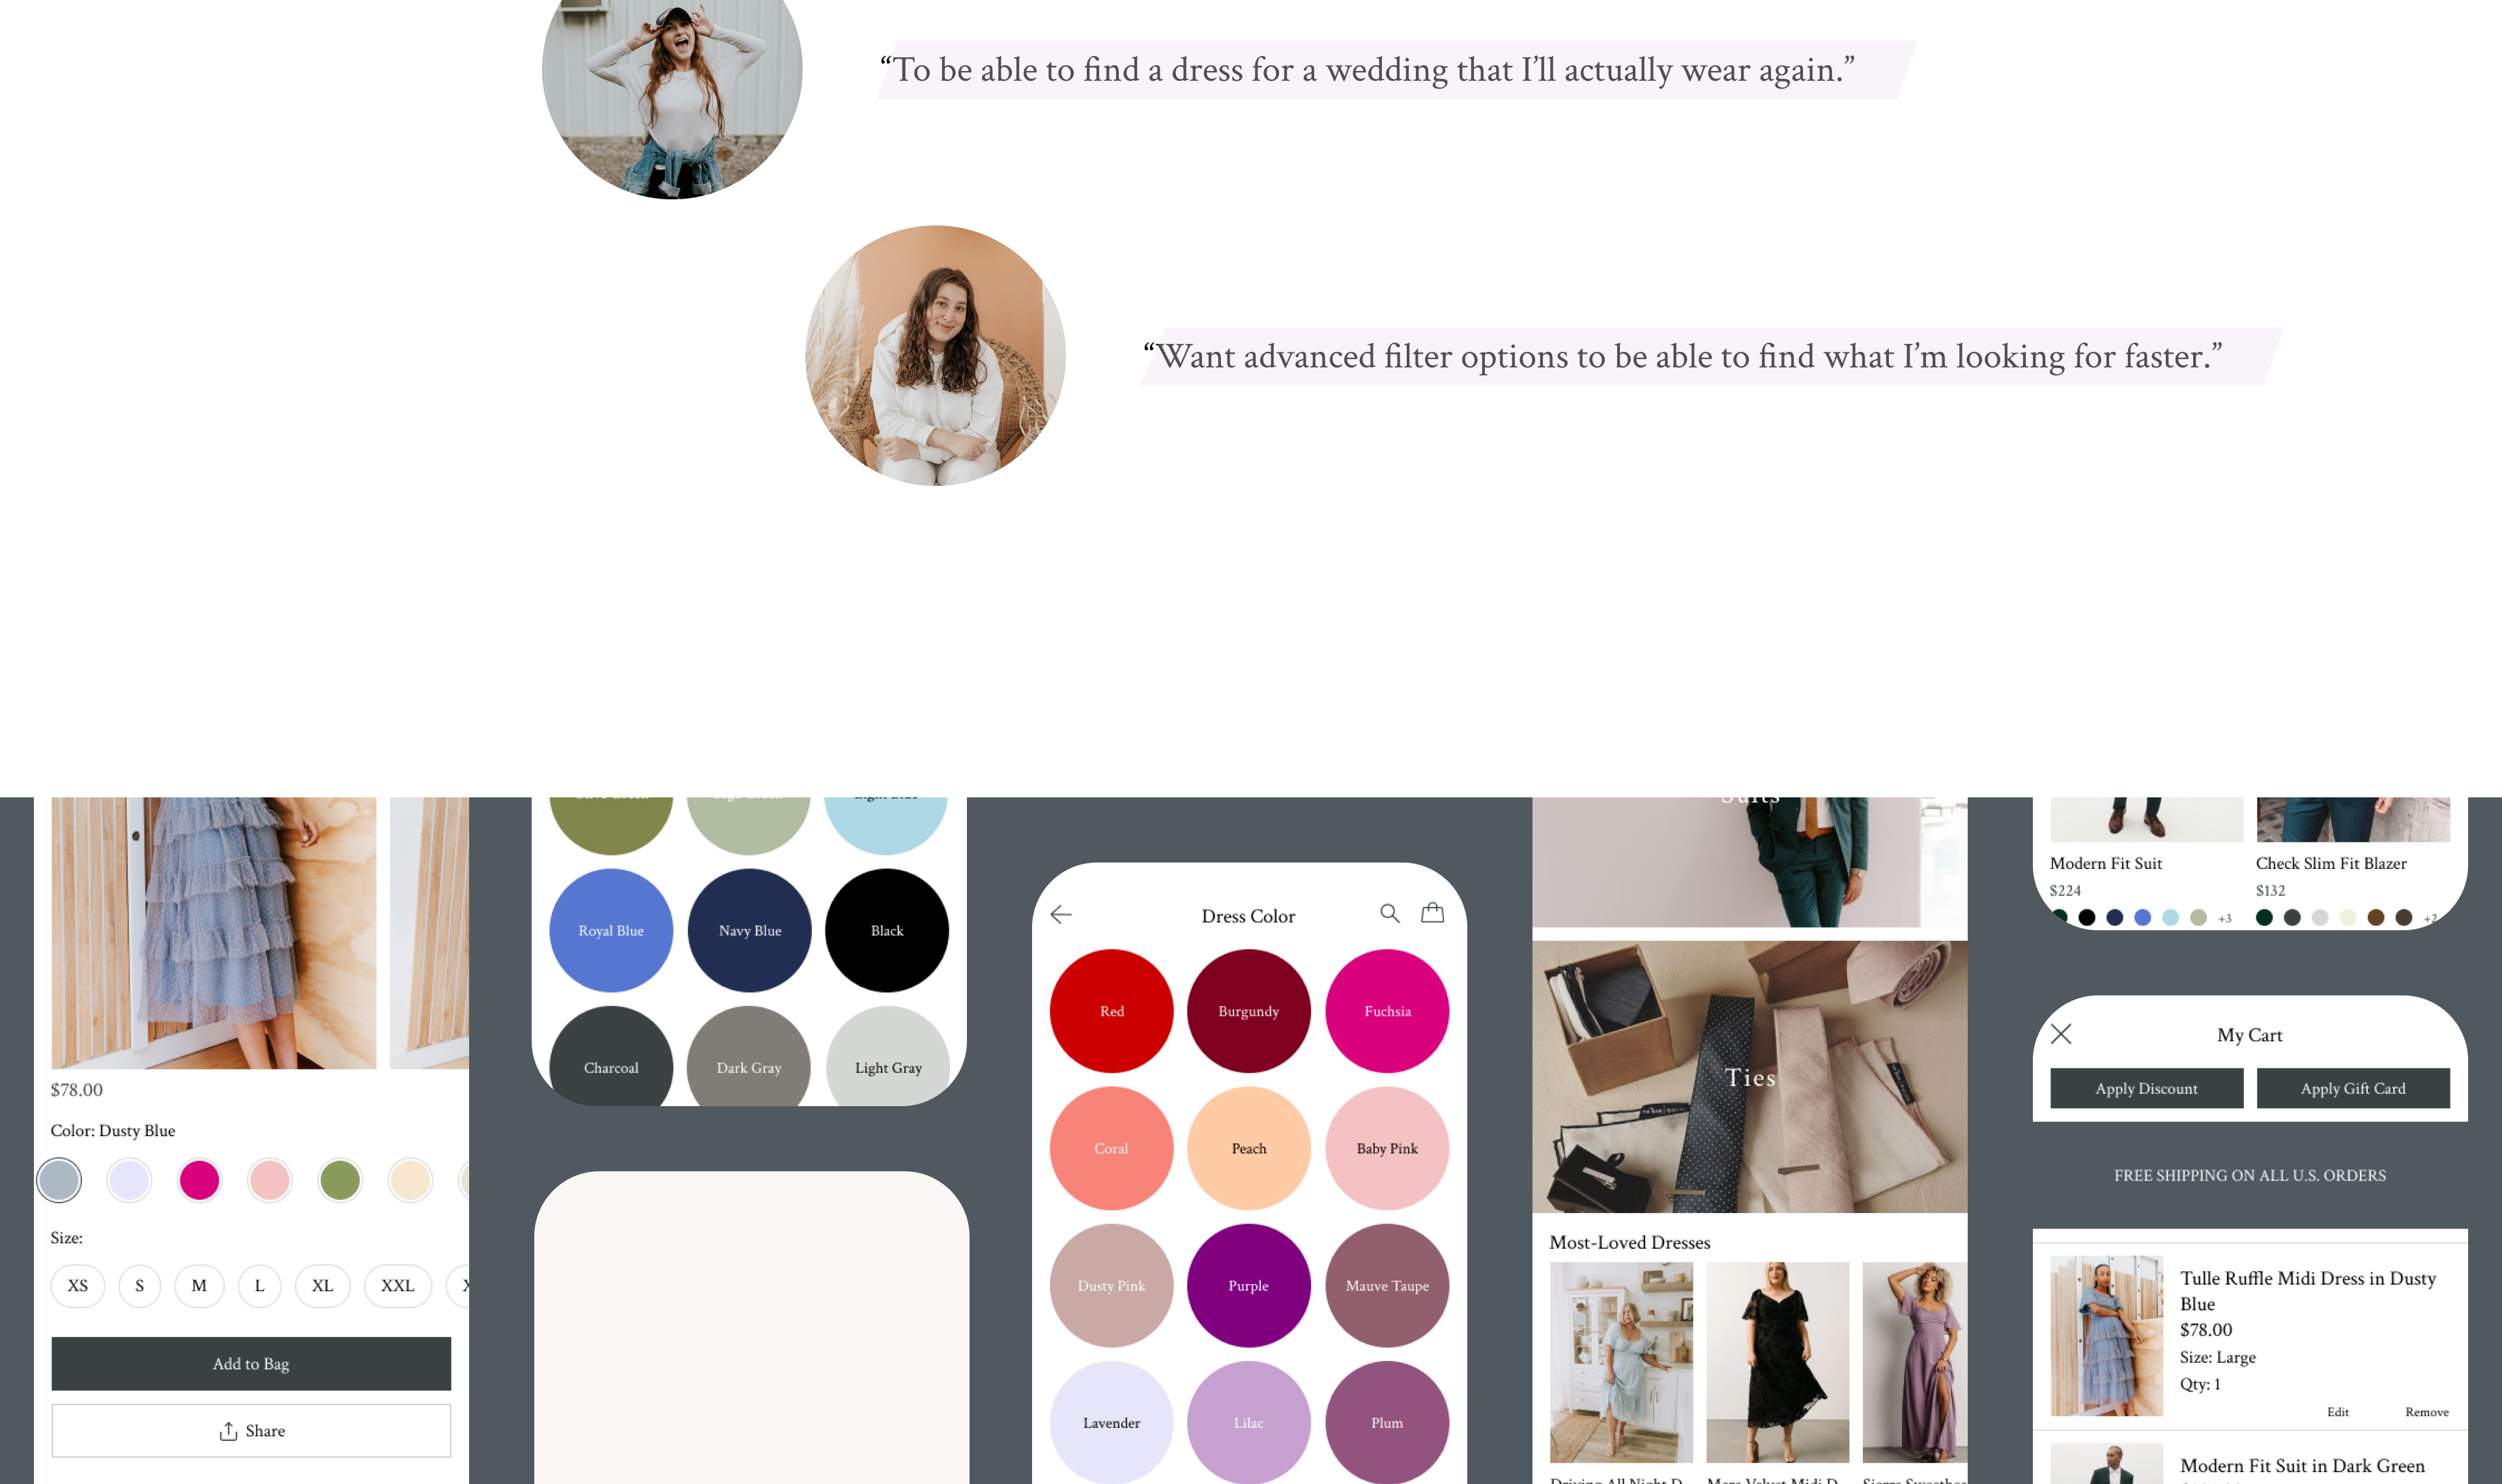 “To be able to find a dress for a wedding that I’ll actually wear again.”
“Want advanced filter options to be able to find what I’m looking for faster.”
$78.00
Color: Dusty Blue
Size:
XS S M L XL XXL
Add to Bag
Share
Light Blue
Royal Blue Navy Blue Black
Charcoal Dark Gray Light Gray
Dress Color
Red Burgundy Fuchsia
Coral Peach Baby Pink
Dusty Pink Purple Mauve Taupe
Lavender Lilac Plum
Suits
Ties
Most-Loved Dresses
Modern Fit Suit
$224
+3
Check Slim Fit Blazer
$132
+2
My Cart
Apply Discount Apply Gift Card
FREE SHIPPING ON ALL U.S. ORDERS
Tulle Ruffle Midi Dress in Dusty
Blue
$78.00
Size: Large
Qty: 1
Edit Remove
Modern Fit Suit in Dark Green